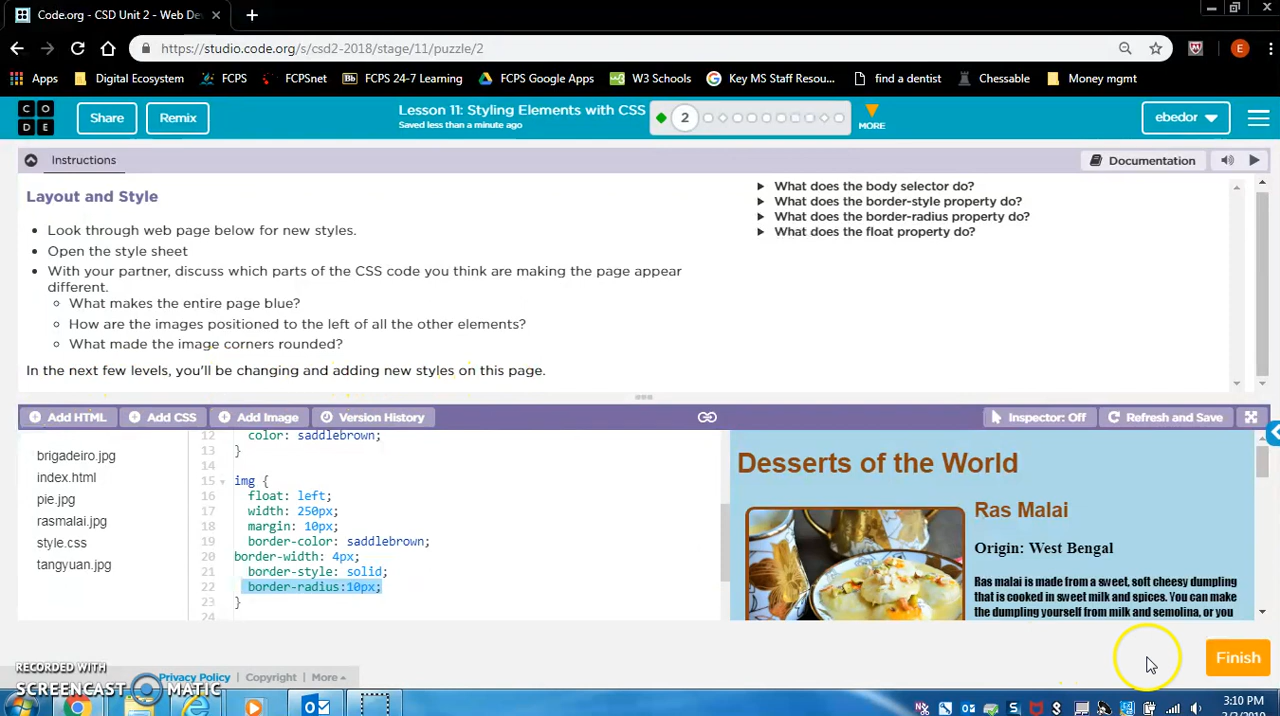 Code.org - CSD Unit 2 - Web De
https://studio.code.org/s/csd2-2018/stage/11/puzzle/2
E
Apps
Digital Ecosystem
FCPS
FCPSnet
Bb FCPS 24-7 Learning
FCPS Google Apps
W3 Schools
Key MS Staff Resou...
find a dentist
Chessable
Money mgmt
C O
D E
Share
Remix
Lesson 11: Styling Elements with CSS
Saved less than a minute ago
2
MORE
ebedor
Instructions
Documentation
Layout and Style
Look through web page below for new styles.
Open the style sheet
With your partner, discuss which parts of the CSS code you think are making the page appear
different.
What makes the entire page blue?
How are the images positioned to the left of all the other elements?
What made the image corners rounded?
In the next few levels, you'll be changing and adding new styles on this page.
What does the body selector do?
What does the border-style property do?
What does the border-radius property do?
What does the float property do?
Add HTML
Add CSS
Add Image
Version History
Inspector: Off
Refresh and Save
brigadeiro.jpg
index.html
pie.jpg
rasmalai.jpg
style.css
tangyuan.jpg
12 color: saddlebrown;
13 }
14
15 img {
16 float: left;
17 width: 250px;
18 margin: 10px;
19 border-color: saddlebrown;
20 border-width: 4px;
21 border-style: solid;
22 border-radius:10px;
23 }
24
Desserts of the World
Ras Malai
Origin: West Bengal
Ras malai is made from a sweet, soft cheesy dumpling
that is cooked in sweet milk and spices. You can make
the dumpling yourself from milk and semolina, or you
Finish
RECORDED WITH
SCREENCAST MATIC
Privacy Policy
Copyright
More
3:10 PM